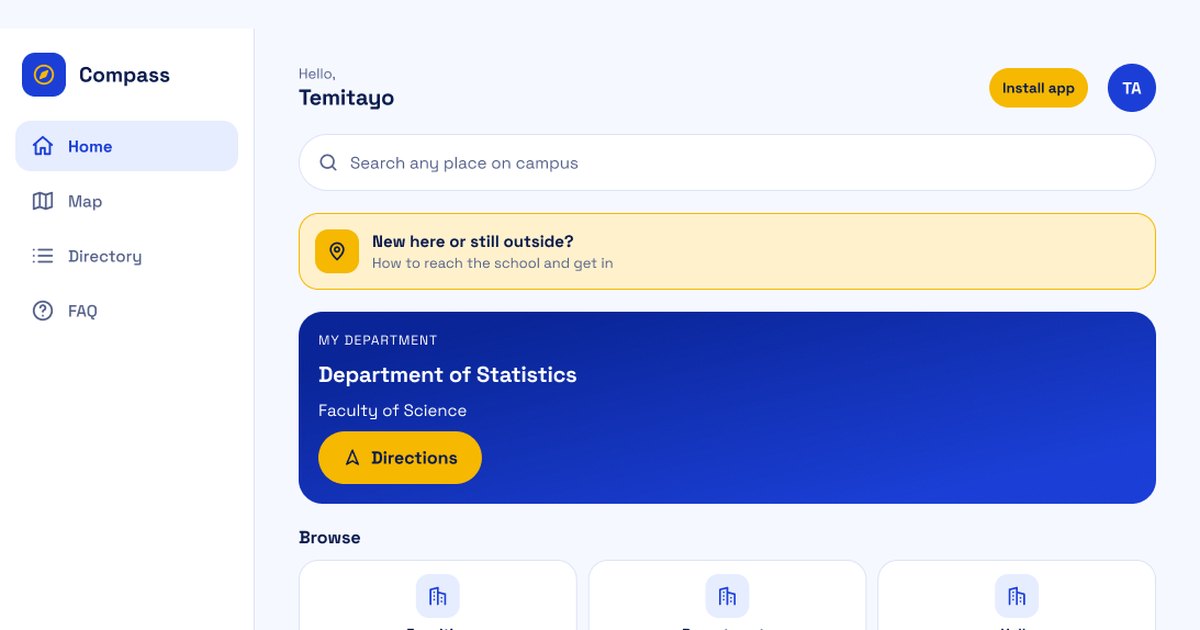 Compass
Home
Map
Directory
FAQ
Hello,
Temitayo
Install app
TA
Search any place on campus
New here or still outside?
How to reach the school and get in
MY DEPARTMENT
Department of Statistics
Faculty of Science
Directions
Browse